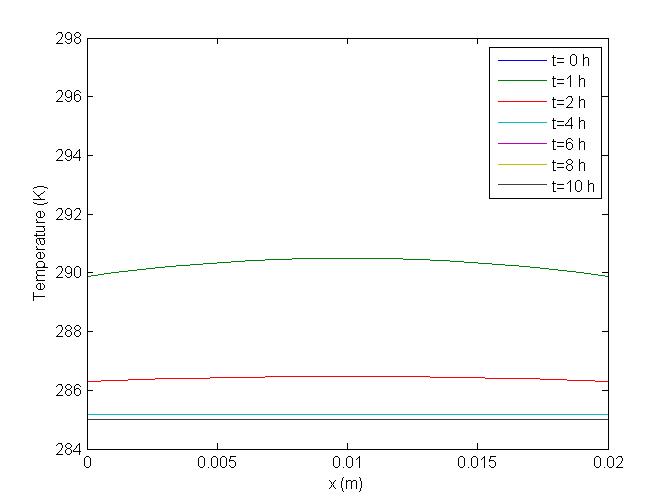 298
296
294
292
290
288
286
284
Temperature (K)
0
0.005
0.01
0.015
0.02
x (m)
t= 0 h
t=1 h
t=2 h
t=4 h
t=6 h
t=8 h
t=10 h